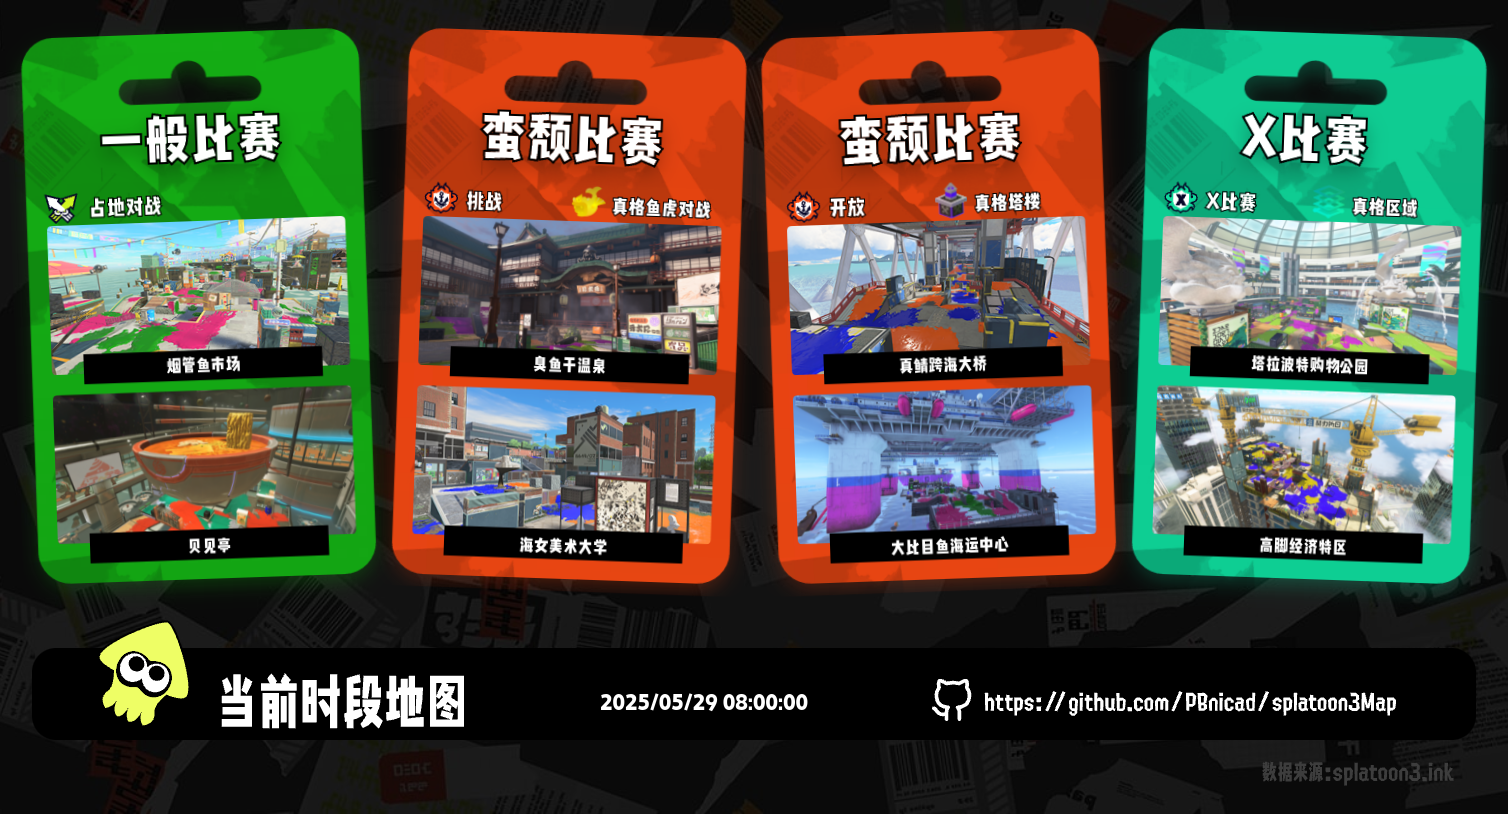 一般比赛
占地对战
烟管鱼市场
贝见亭
蛮颓比赛
挑战
真格鱼虎对战
臭鱼干温泉
海女美术大学
蛮颓比赛
开放
真格塔楼
真鲭跨海大桥
大比目鱼海运中心
X比赛
X比赛
真格区域
塔拉波特购物公园
高脚经济特区
当前时段地图
2025/05/29 08:00:00
https://github.com/PBnicad/splatoon3Map
数据来源:splatoon3.ink